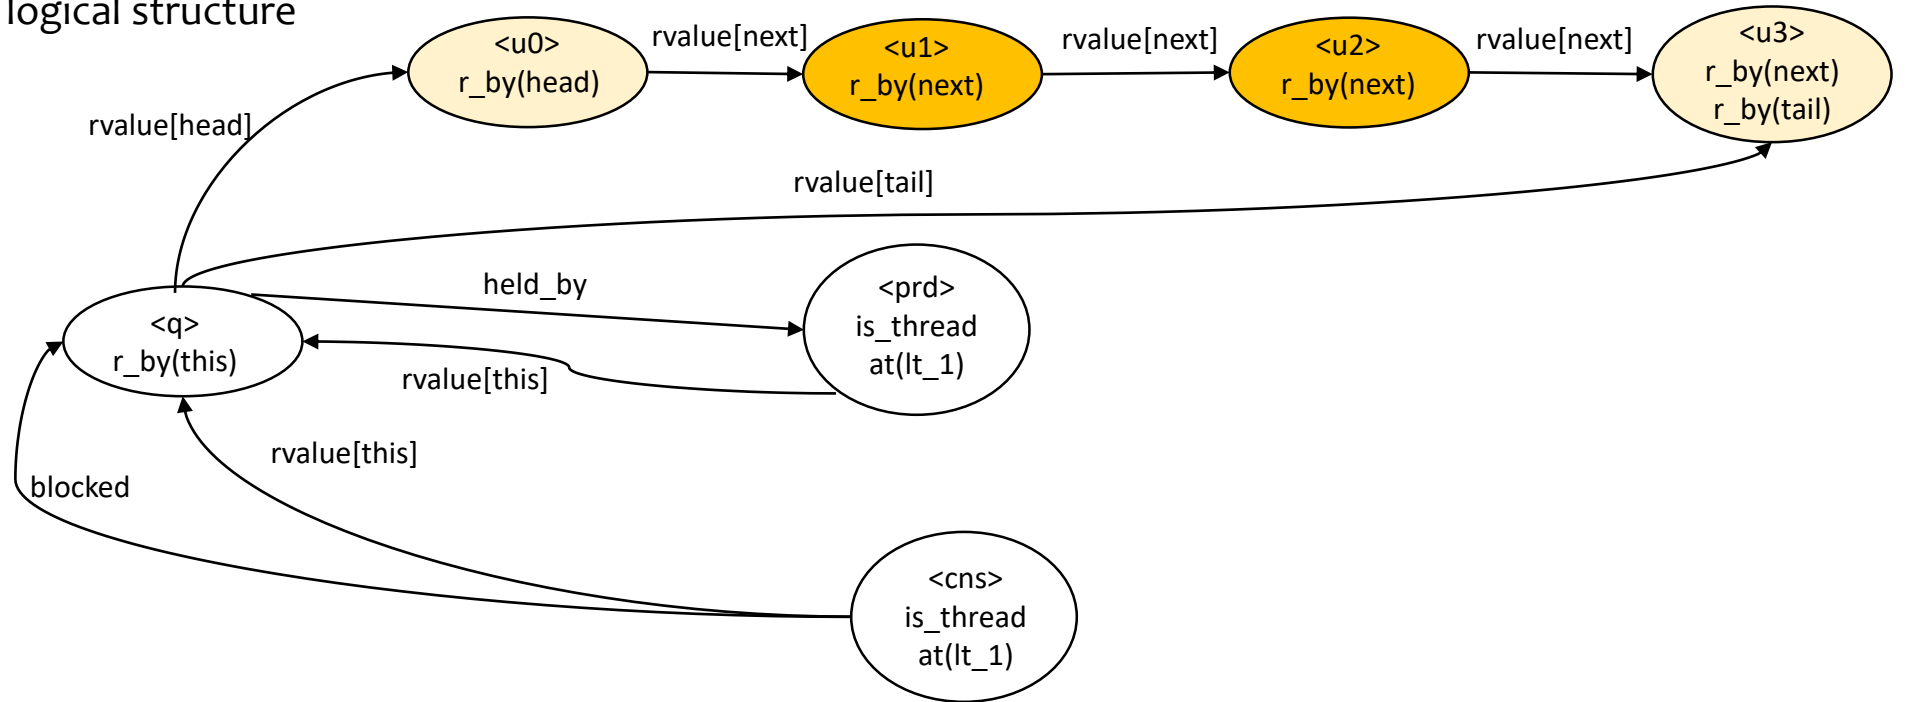 logical structure
<u0>
r_by(head)
rvalue[next]
<u1>
r_by(next)
rvalue[next]
<u2>
r_by(next)
rvalue[next]
<u3>
r_by(next)
r_by(tail)
rvalue[head]
rvalue[tail]
held_by
<prd>
is_thread
at(lt_1)
<q>
r_by(this)
rvalue[this]
rvalue[this]
blocked
<cns>
is_thread
at(lt_1)